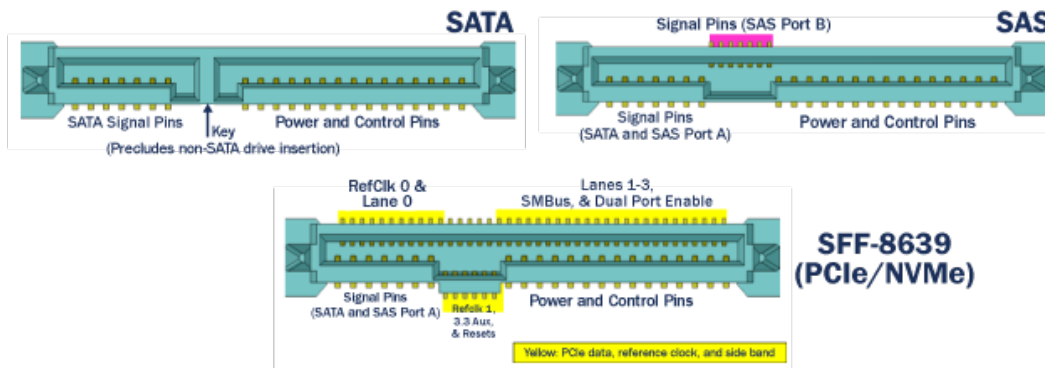 SATA
SATA Signal Pins
Key
(Precludes non-SATA drive insertion)
Power and Control Pins
SAS
Signal Pins (SAS Port B)
Signal Pins
(SATA and SAS Port A)
Power and Control Pins
RefClk 0 &
Lane 0
Lanes 1-3,
SMBus, & Dual Port Enable
SFF-8639
(PCIe/NVMe)
Signal Pins
(SATA and SAS Port A)
Refclk 1,
3.3 Aux,
& Resets
Power and Control Pins
Yellow: PCIe data, reference clock, and side band